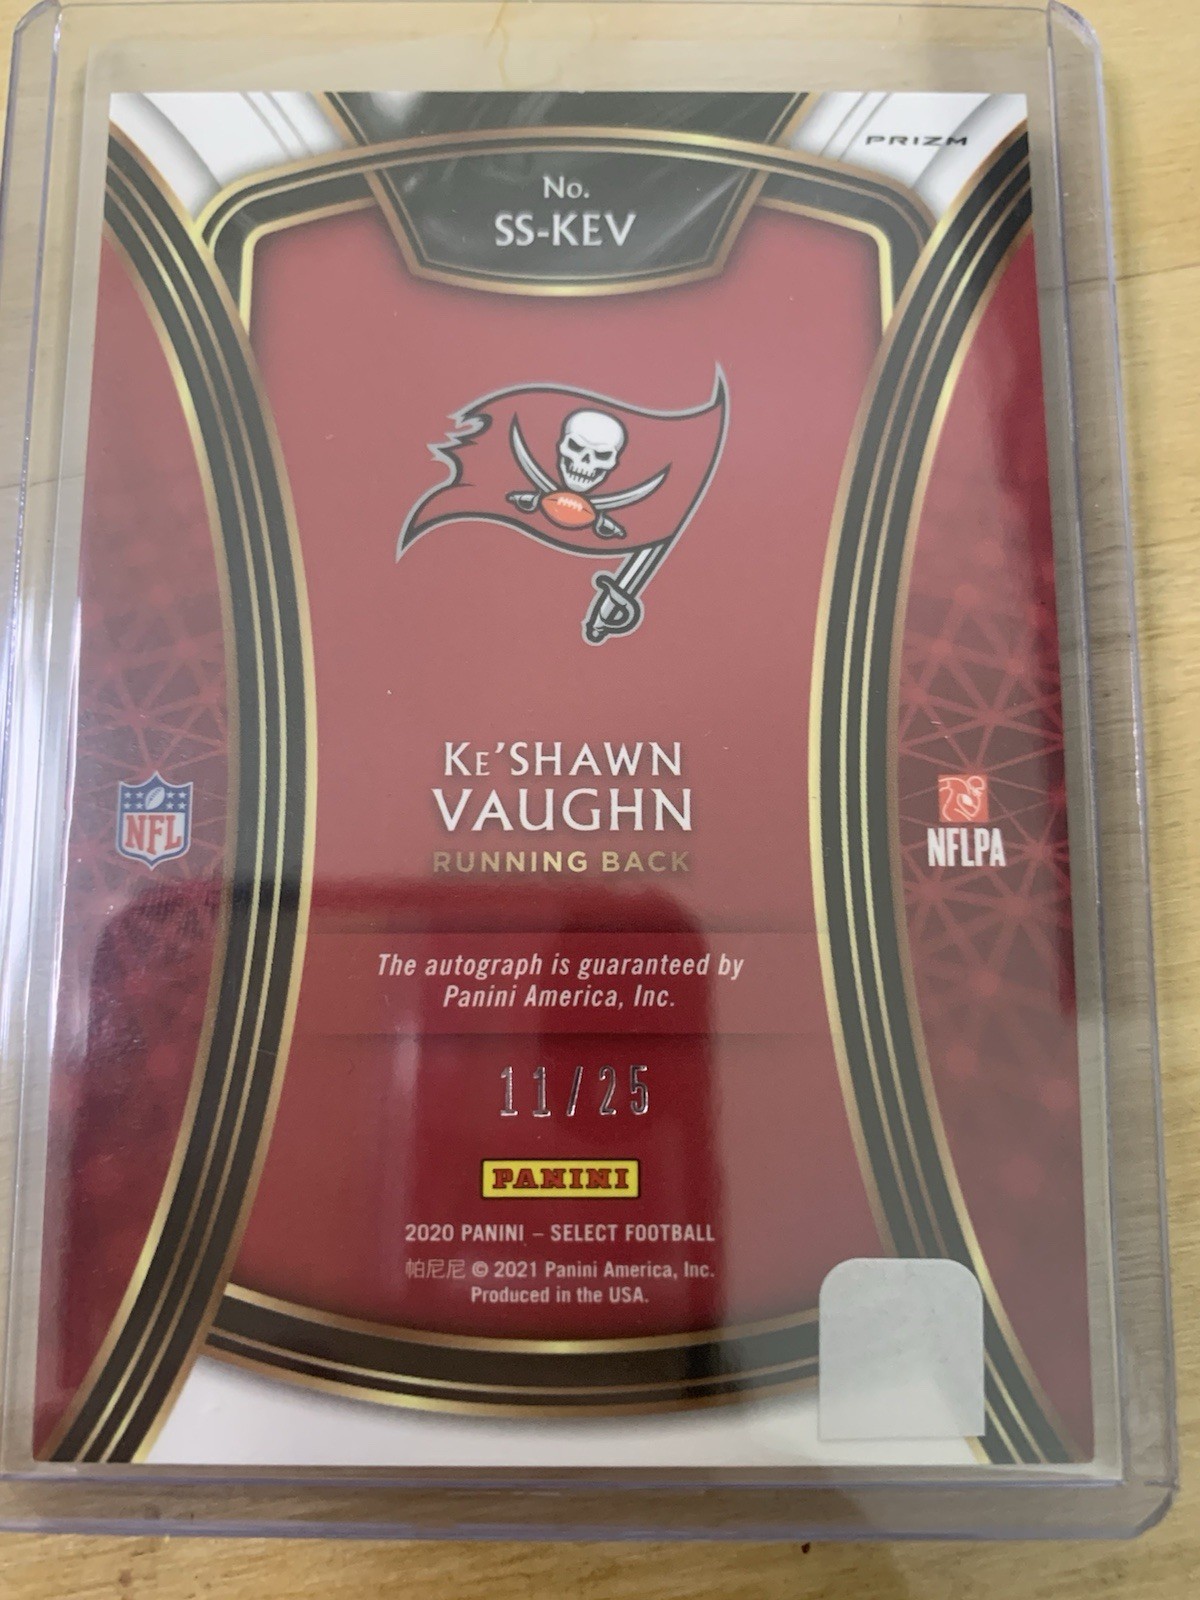 PRIZM
No.
SS-KEV
Ke'Shawn
VAUGHN
RUNNING BACK
NFL
NFLPA
The autograph is guaranteed by
Panini America, Inc.
11/25
PANINI
2020 PANINI – SELECT FOOTBALL
帕尼尼 © 2021 Panini America, Inc.
Produced in the USA.